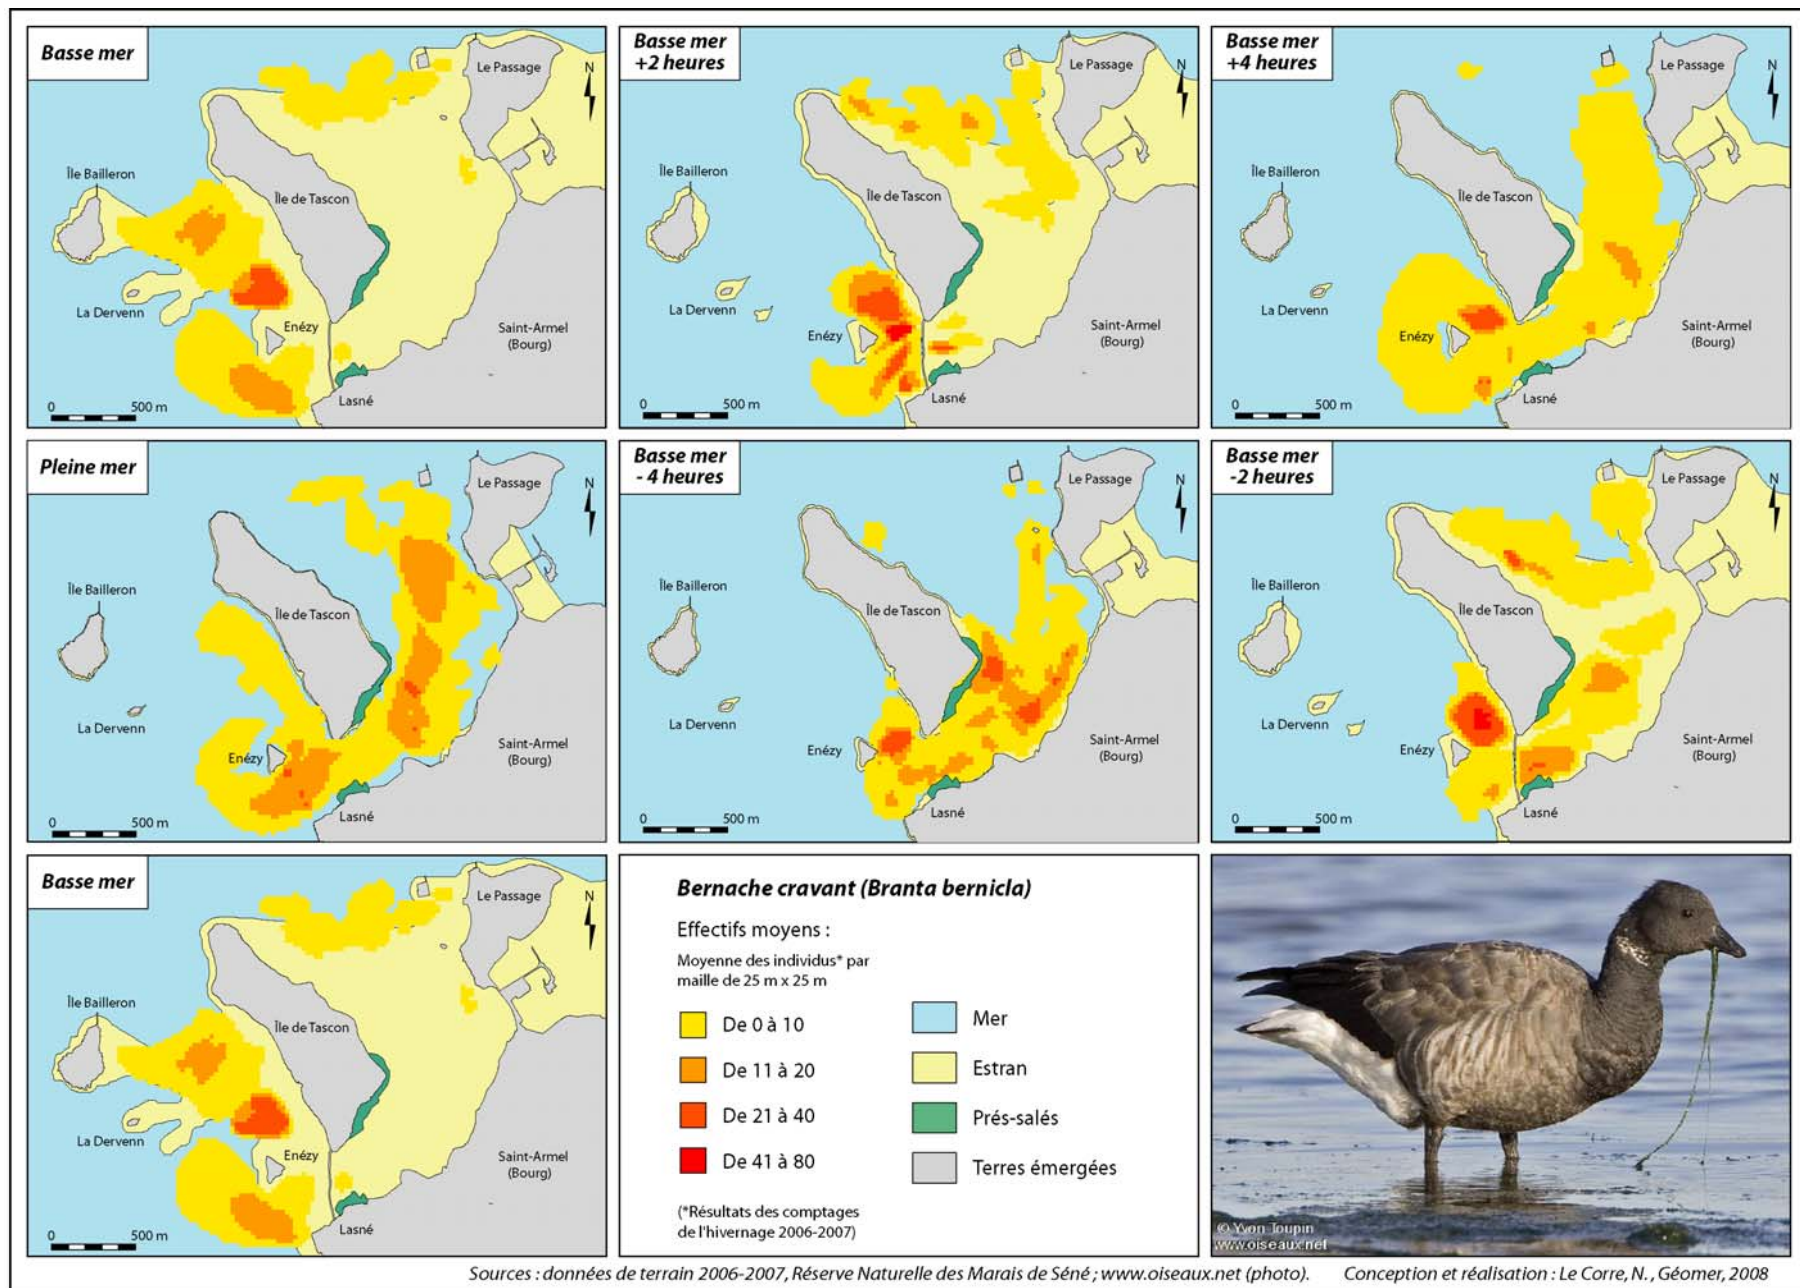 Basse mer
Le Passage
N
Île Bailleron
Île de Tascon
La Dervenn
Enézy
Saint-Armel
(Bourg)
Lasné
0 500 m
Basse mer
+2 heures
Le Passage
N
Île Bailleron
Île de Tascon
La Dervenn
Enézy
Saint-Armel
(Bourg)
Lasné
0 500 m
Basse mer
+4 heures
Le Passage
N
Île Bailleron
Île de Tascon
La Dervenn
Enézy
Saint-Armel
(Bourg)
Lasné
0 500 m
Pleine mer
Le Passage
N
Île Bailleron
Île de Tascon
La Dervenn
Enézy
Saint-Armel
(Bourg)
Lasné
0 500 m
Basse mer
- 4 heures
Le Passage
N
Île Bailleron
Île de Tascon
La Dervenn
Enézy
Saint-Armel
(Bourg)
Lasné
0 500 m
Basse mer
-2 heures
Le Passage
N
Île Bailleron
Île de Tascon
La Dervenn
Enézy
Saint-Armel
(Bourg)
Lasné
0 500 m
Basse mer
Le Passage
N
Île Bailleron
Île de Tascon
La Dervenn
Enézy
Saint-Armel
(Bourg)
Lasné
0 500 m
Bernache cravant (Branta bernicla)
Effectifs moyens :
Moyenne des individus* par
maille de 25 m x 25 m
De 0 à 10
De 11 à 20
De 21 à 40
De 41 à 80
Mer
Estran
Prés-salés
Terres émergées
(*Résultats des comptages
de l'hivernage 2006-2007)
© Yvon Toupin
www.oiseaux.net
Sources : données de terrain 2006-2007, Réserve Naturelle des Marais de Séné ; www.oiseaux.net (photo). Conception et réalisation : Le Corre, N., Géomer, 2008